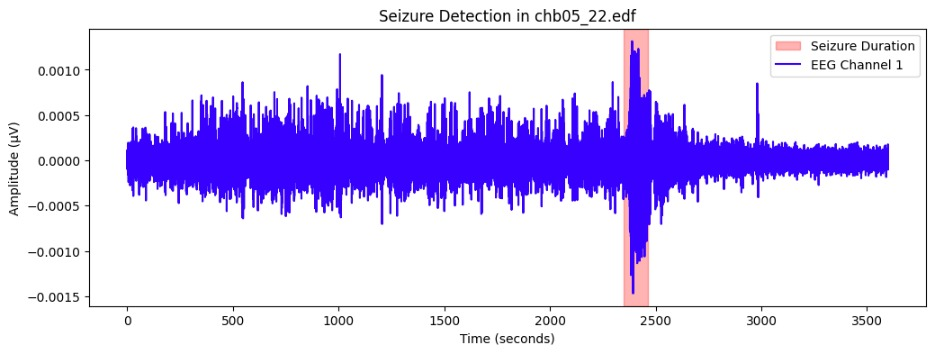 Seizure Detection in chb05_22.edf
Seizure Duration
EEG Channel 1
Amplitude (µV)
0.0010
0.0005
0.0000
−0.0005
−0.0010
−0.0015
0 500 1000 1500 2000 2500 3000 3500
Time (seconds)